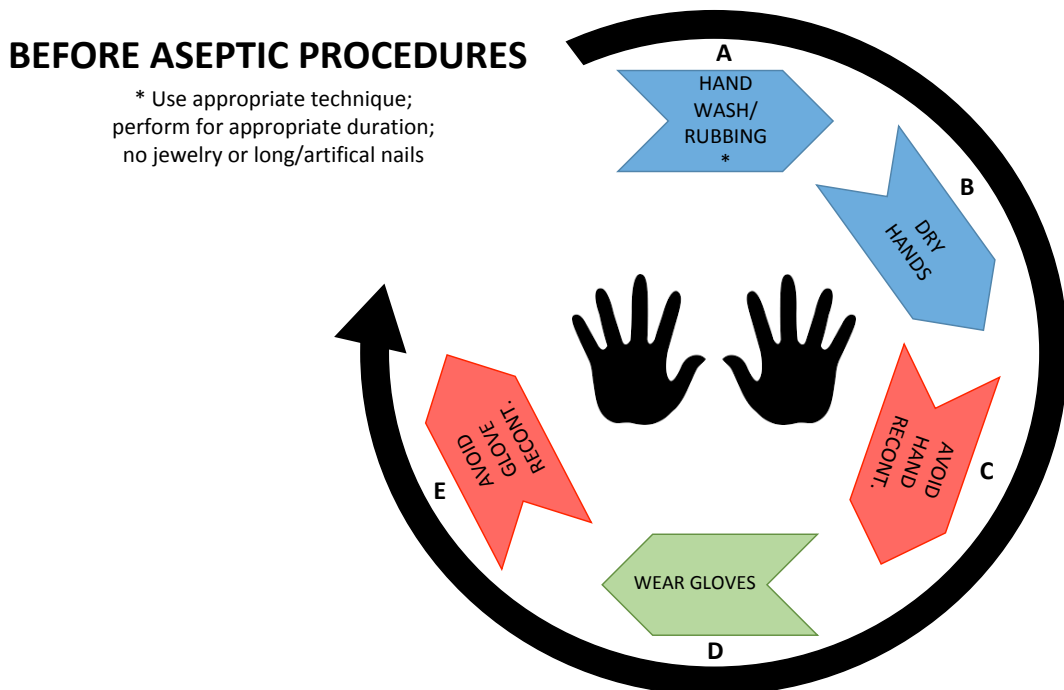 BEFORE ASEPTIC PROCEDURES
* Use appropriate technique;
perform for appropriate duration;
no jewelry or long/artifical nails
A
HAND
WASH/
RUBBING
*
B
DRY
HANDS
C
AVOID
HAND
RECONT.
D
WEAR GLOVES
E
AVOID
GLOVE
RECONT.